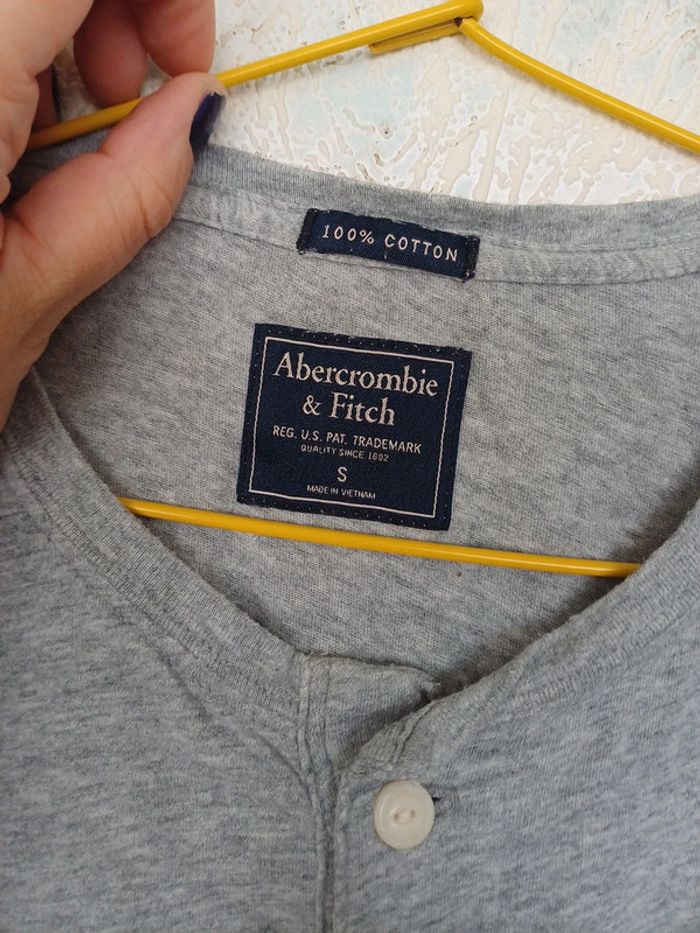 100% COTTON
Abercrombie
& Fitch
REG. U.S. PAT. TRADEMARK
QUALITY SINCE 1892
S
MADE IN VIETNAM